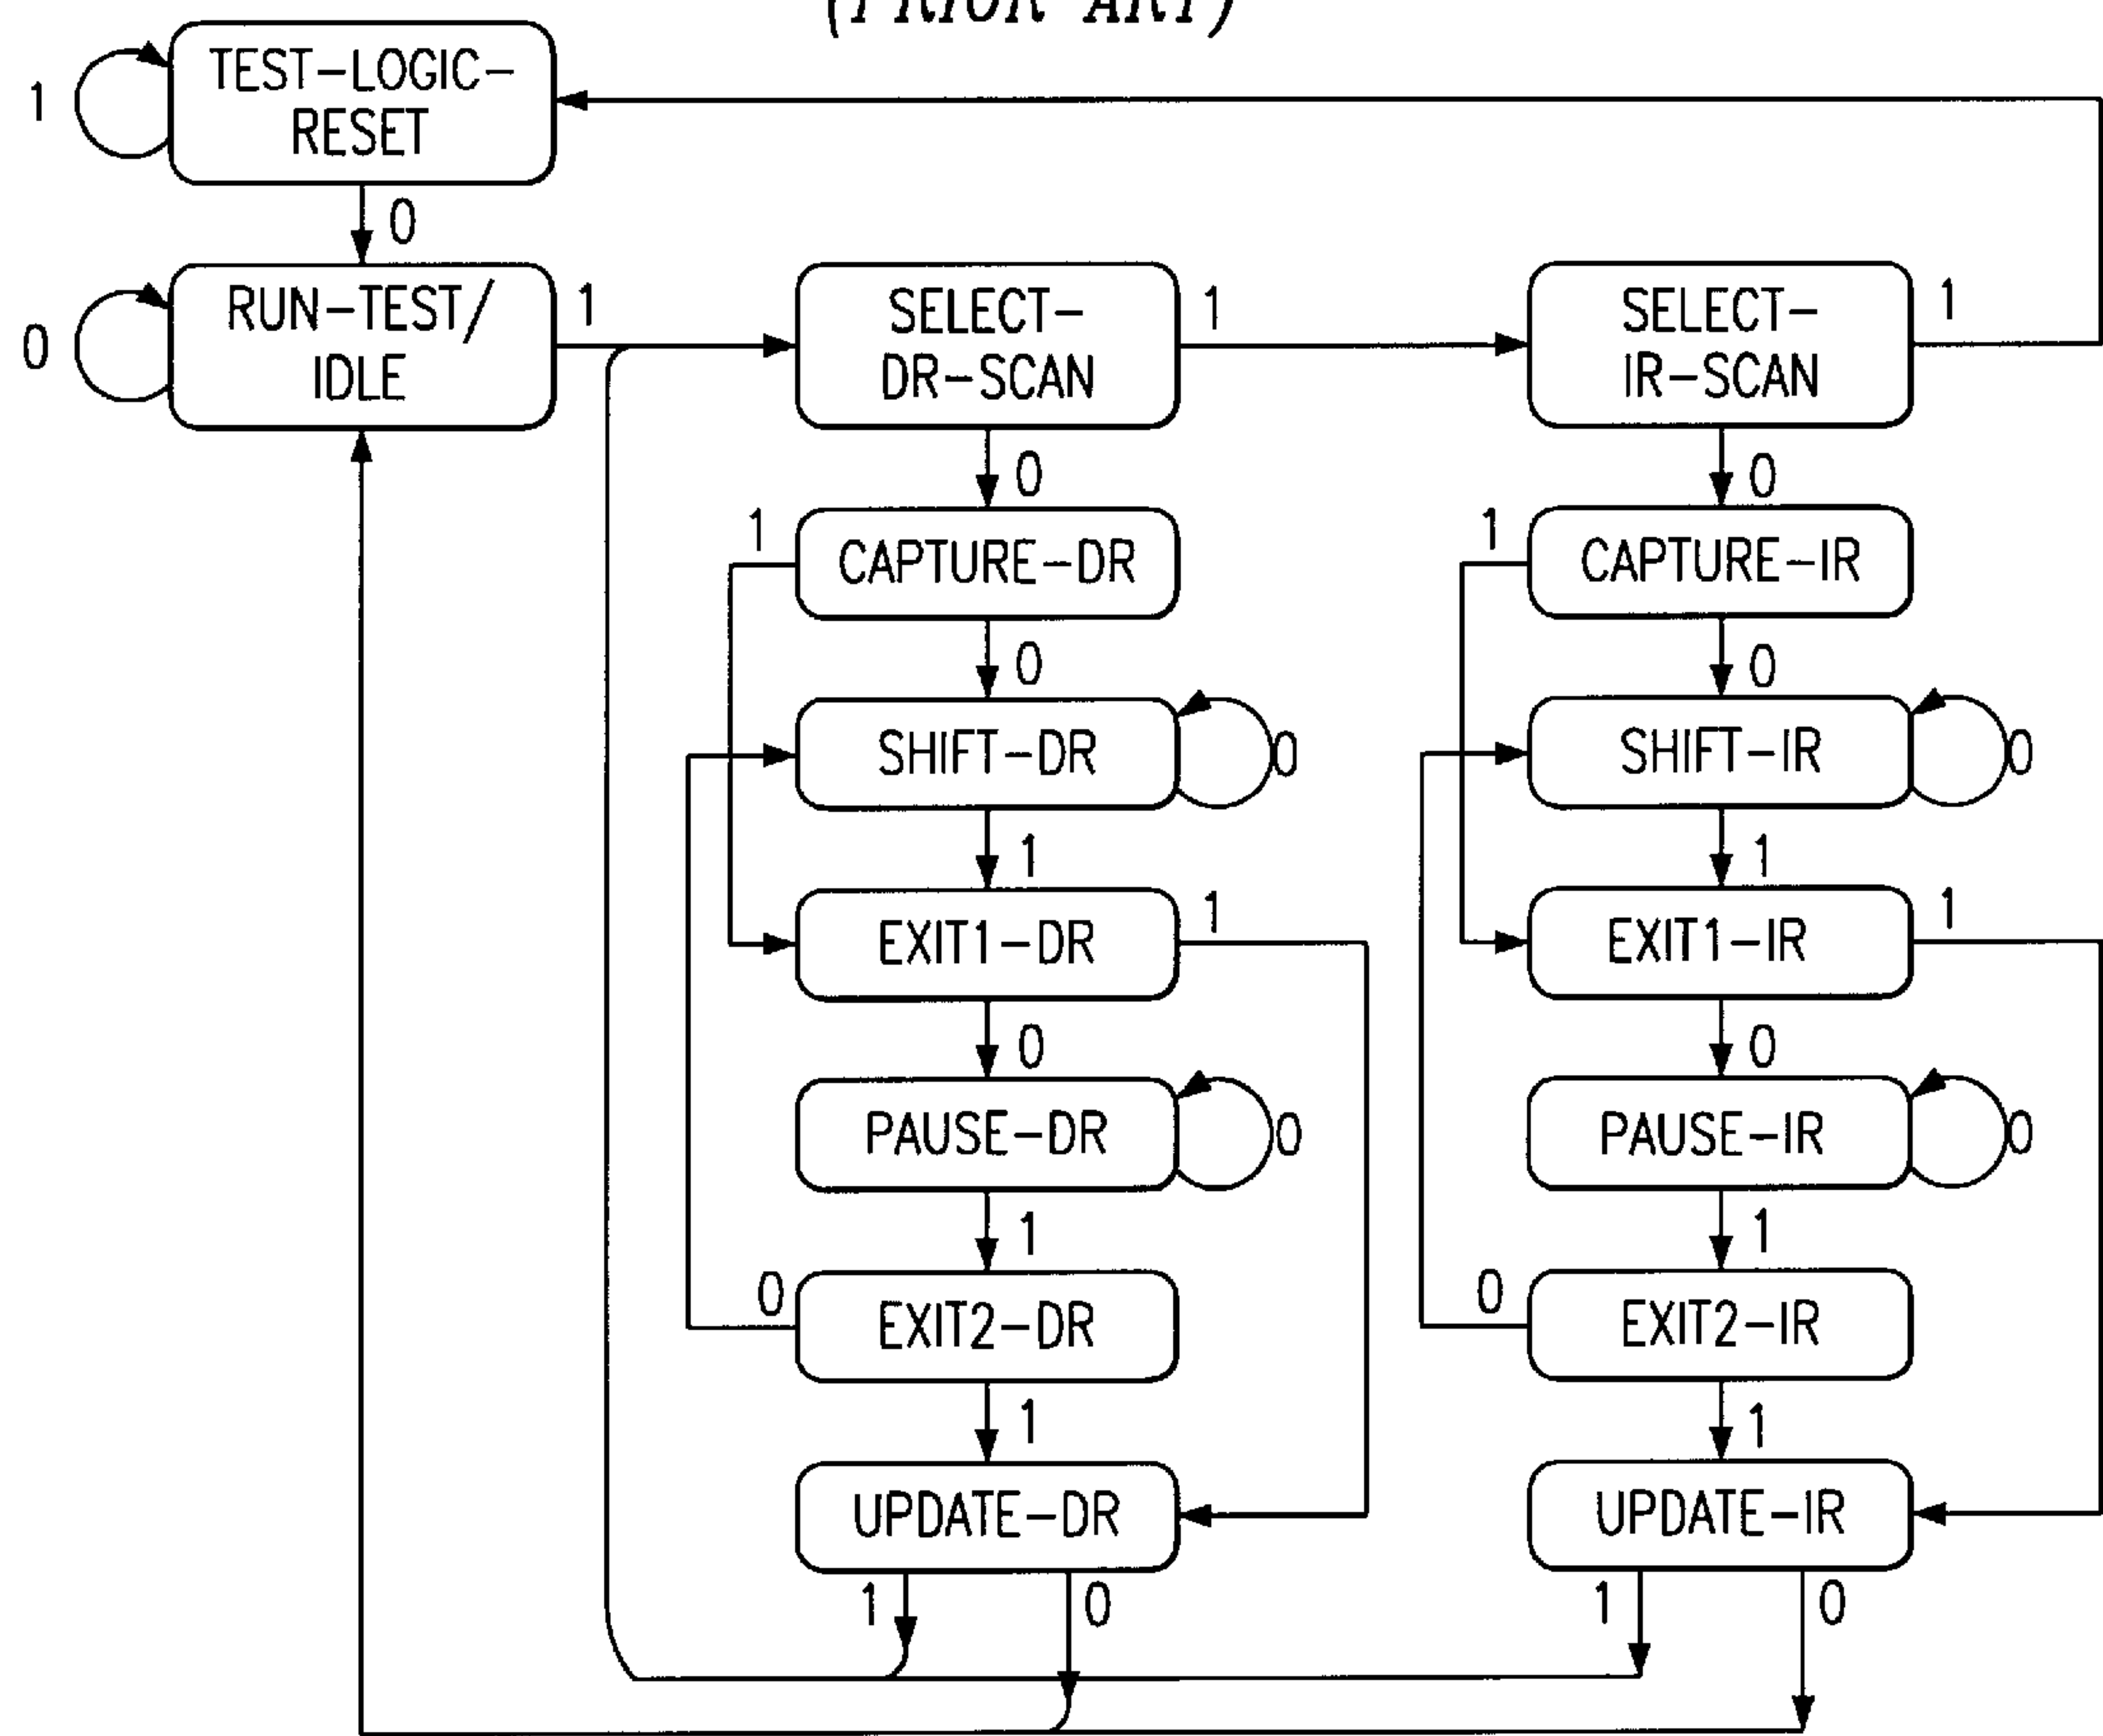 (PRIOR ART)
TEST-LOGIC-
RESET
1
0
RUN-TEST/
IDLE
0
1
SELECT-
DR-SCAN
1
SELECT-
IR-SCAN
1
0
0
1
CAPTURE-DR
1
CAPTURE-IR
0
0
SHIFT-DR
0
SHIFT-IR
0
1
1
EXIT1-DR
1
EXIT1-IR
1
0
0
PAUSE-DR
0
PAUSE-IR
0
1
1
0
EXIT2-DR
0
EXIT2-IR
1
1
UPDATE-DR
UPDATE-IR
1
0
1
0